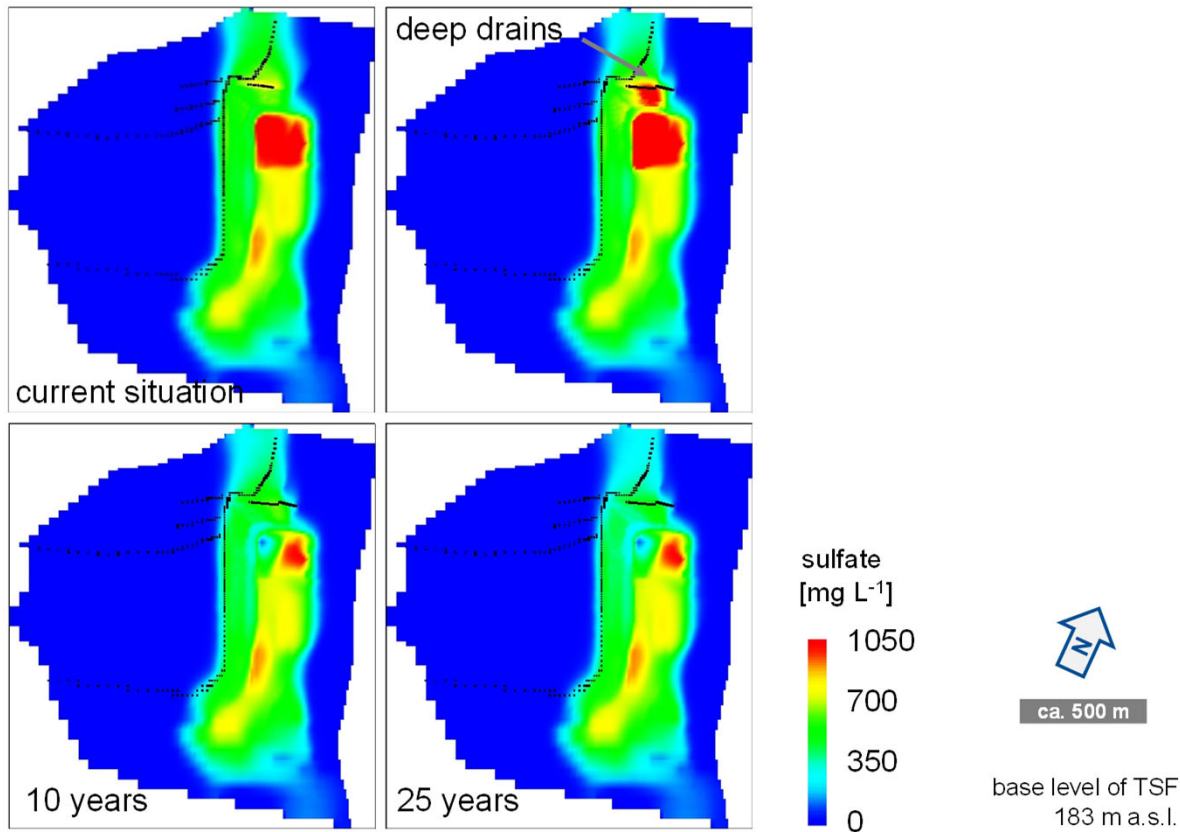 deep drains
current situation
10 years
25 years
sulfate
[mg L-1]
1050
700
350
0
N
ca. 500 m
base level of TSF
183 m a.s.l.